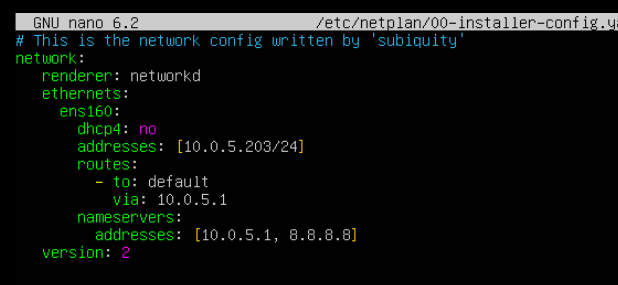 GNU nano 6.2 /etc/netplan/00-installer-config.ya
# This is the network config written by 'subiquity'
network:
   renderer: networkd
   ethernets:
     ens160:
       dhcp4: no
       addresses: [10.0.5.203/24]
       routes:
         - to: default
           via: 10.0.5.1
       nameservers:
         addresses: [10.0.5.1, 8.8.8.8]
   version: 2